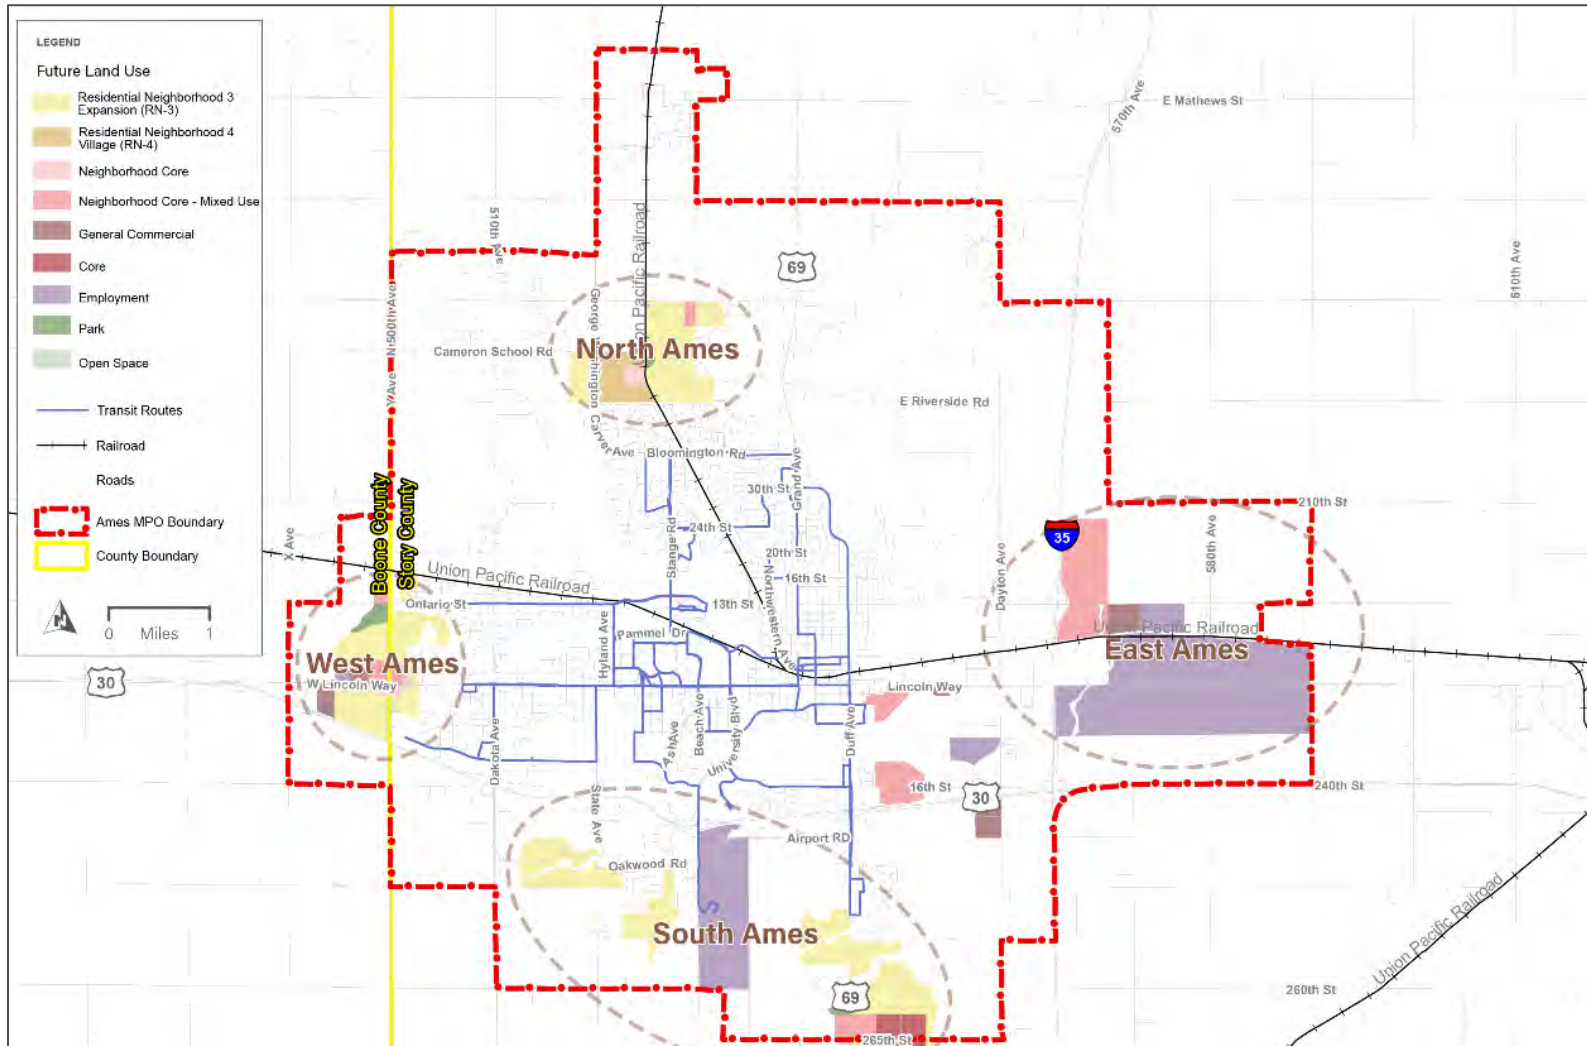 LEGEND
Future Land Use
Residential Neighborhood 3
Expansion (RN-3)
Residential Neighborhood 4
Village (RN-4)
Neighborhood Core
Neighborhood Core - Mixed Use
General Commercial
Core
Employment
Park
Open Space
Transit Routes
Railroad
Roads
Ames MPO Boundary
County Boundary
N
0 Miles 1
E Mathews St
570th Ave
510th Ave
610th Ave
69
Union Pacific Railroad
N 500th Ave
Y Ave
George Washington Carver Ave
Cameron School Rd
North Ames
E Riverside Rd
Bloomington Rd
Grand Ave
30th St
24th St
Stange Rd
20th St
16th St
Northwestern Ave
13th St
210th St
35
580th Ave
Dayton Ave
Boone County
Story County
X Ave
Union Pacific Railroad
Ontario St
Hyland Ave
Pammel Dr
Union Pacific Railroad
East Ames
West Ames
30
W Lincoln Way
Lincoln Way
Dakota Ave
Ash Ave
Beach Ave
University Blvd
Duff Ave
16th St
30
240th St
State Ave
Airport RD
Oakwood Rd
South Ames
Union Pacific Railroad
69
260th St
265th St